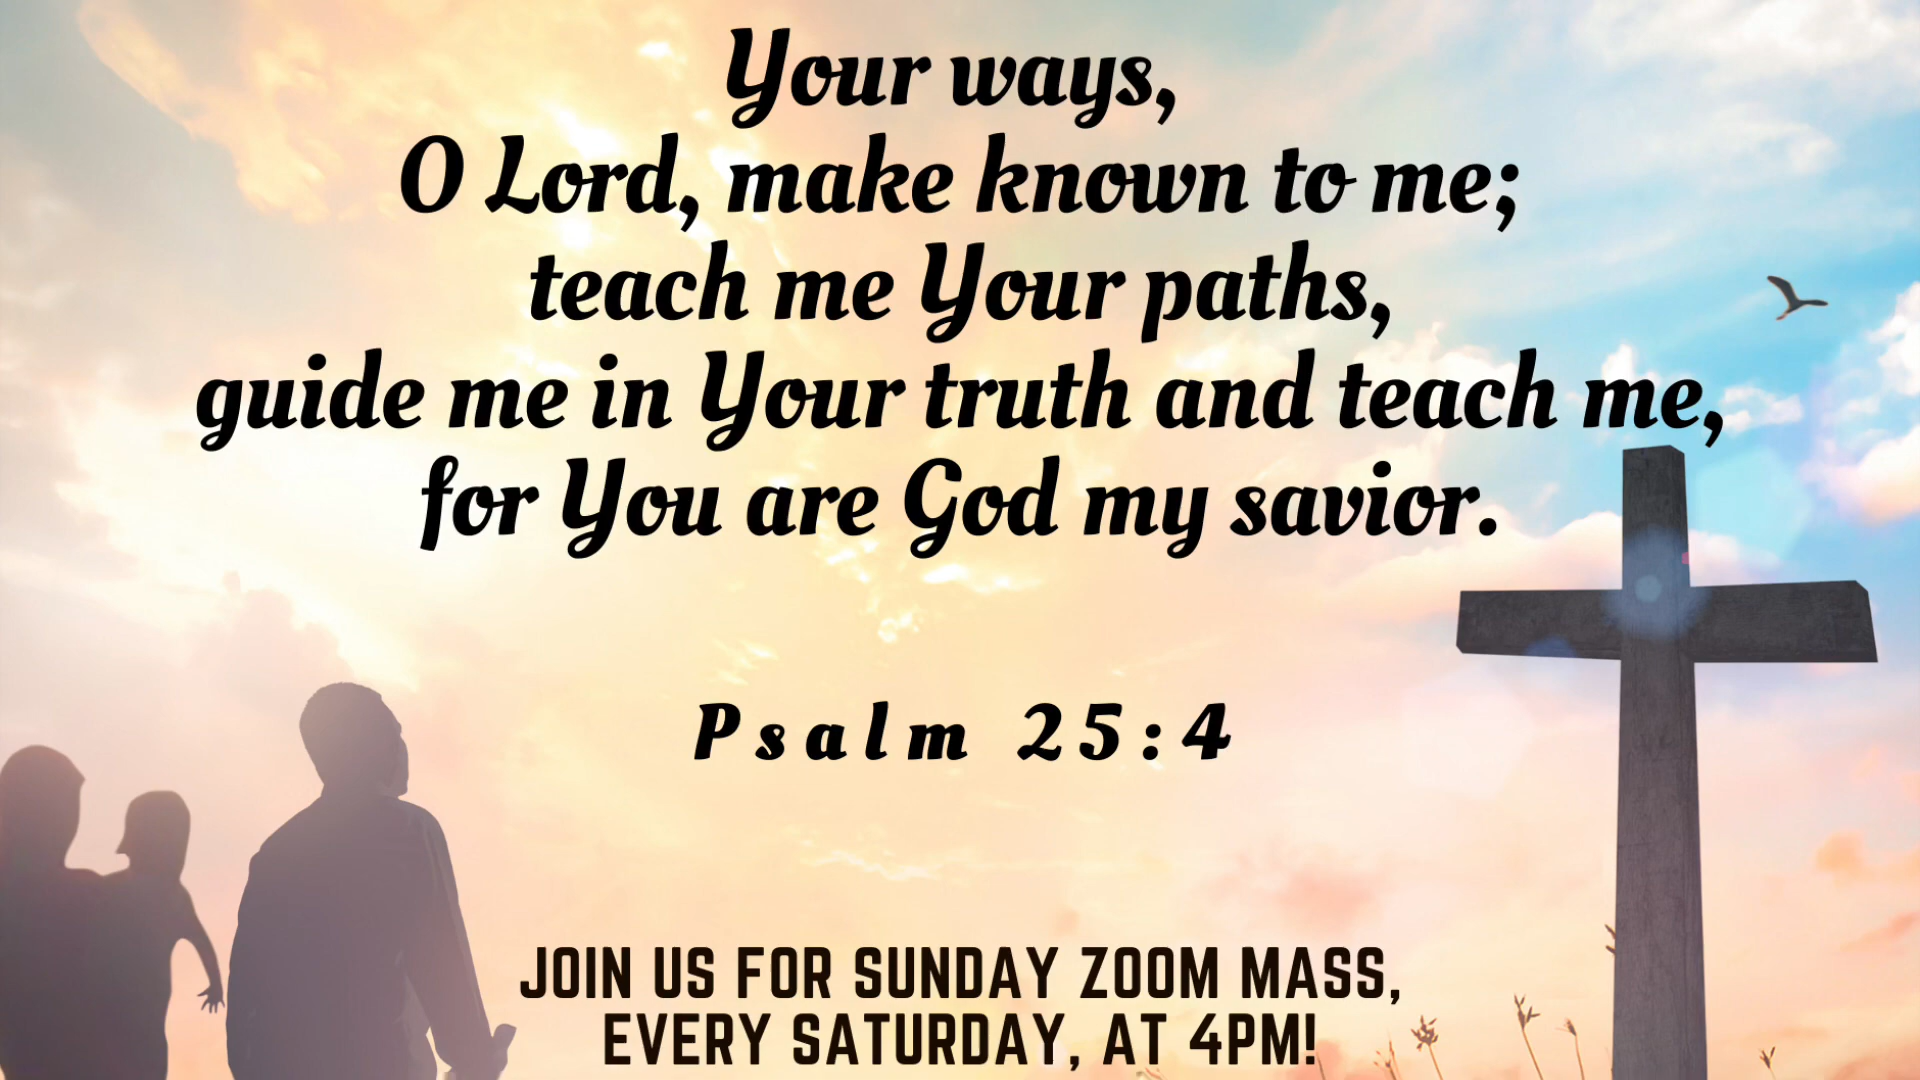 Your ways,
O Lord, make known to me;
teach me Your paths,
guide me in Your truth and teach me,
for You are God my savior.
Psalm 25:4
JOIN US FOR SUNDAY ZOOM MASS,
EVERY SATURDAY, AT 4PM!